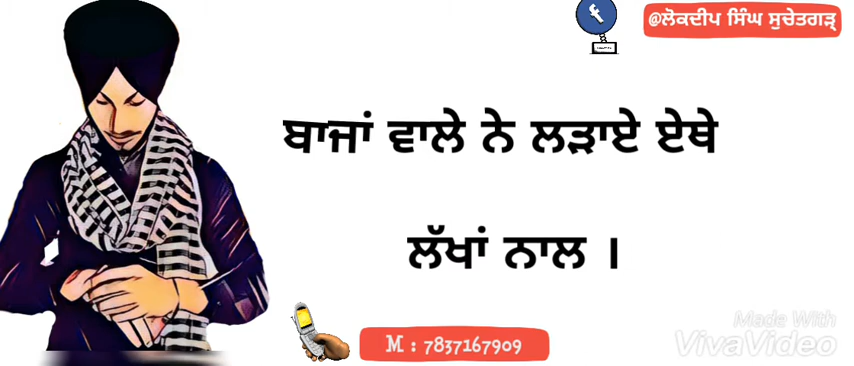 @ਲੋਕਦੀਪ ਸਿੰਘ ਸੁਚੇਤਗੜ੍ਹ
ਬਾਜਾਂ ਵਾਲੇ ਨੇ ਲੜਾਏ ਏਥੇ
ਲੱਖਾਂ ਨਾਲ ।
M : 7837167909
Made With
VivaVideo